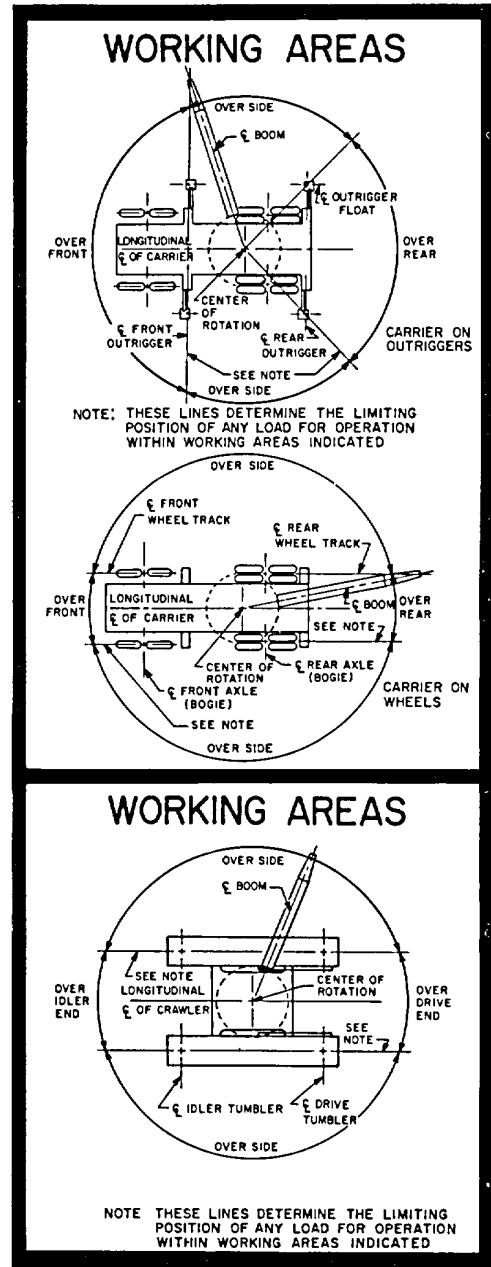 WORKING AREAS
OVER SIDE
℄ BOOM
℄ OUTRIGGER
FLOAT
OVER
FRONT
LONGITUDINAL
℄ OF CARRIER
OVER
REAR
CENTER
OF
ROTATION
℄ FRONT
OUTRIGGER
℄ REAR
OUTRIGGER
CARRIER ON
OUTRIGGERS
SEE NOTE
OVER SIDE
NOTE: THESE LINES DETERMINE THE LIMITING
POSITION OF ANY LOAD FOR OPERATION
WITHIN WORKING AREAS INDICATED
OVER SIDE
℄ FRONT
WHEEL TRACK
℄ REAR
WHEEL TRACK
OVER
FRONT
LONGITUDINAL
℄ OF CARRIER
℄ BOOM
OVER
REAR
SEE NOTE
CENTER OF
ROTATION
℄ REAR AXLE
(BOGIE)
℄ FRONT AXLE
(BOGIE)
CARRIER ON
WHEELS
SEE NOTE
OVER SIDE
WORKING AREAS
OVER SIDE
℄ BOOM
OVER
IDLER
END
SEE NOTE
LONGITUDINAL
℄ OF CRAWLER
CENTER OF
ROTATION
OVER
DRIVE
END
SEE
NOTE
℄ IDLER TUMBLER
℄ DRIVE
TUMBLER
OVER SIDE
NOTE THESE LINES DETERMINE THE LIMITING
POSITION OF ANY LOAD FOR OPERATION
WITHIN WORKING AREAS INDICATED